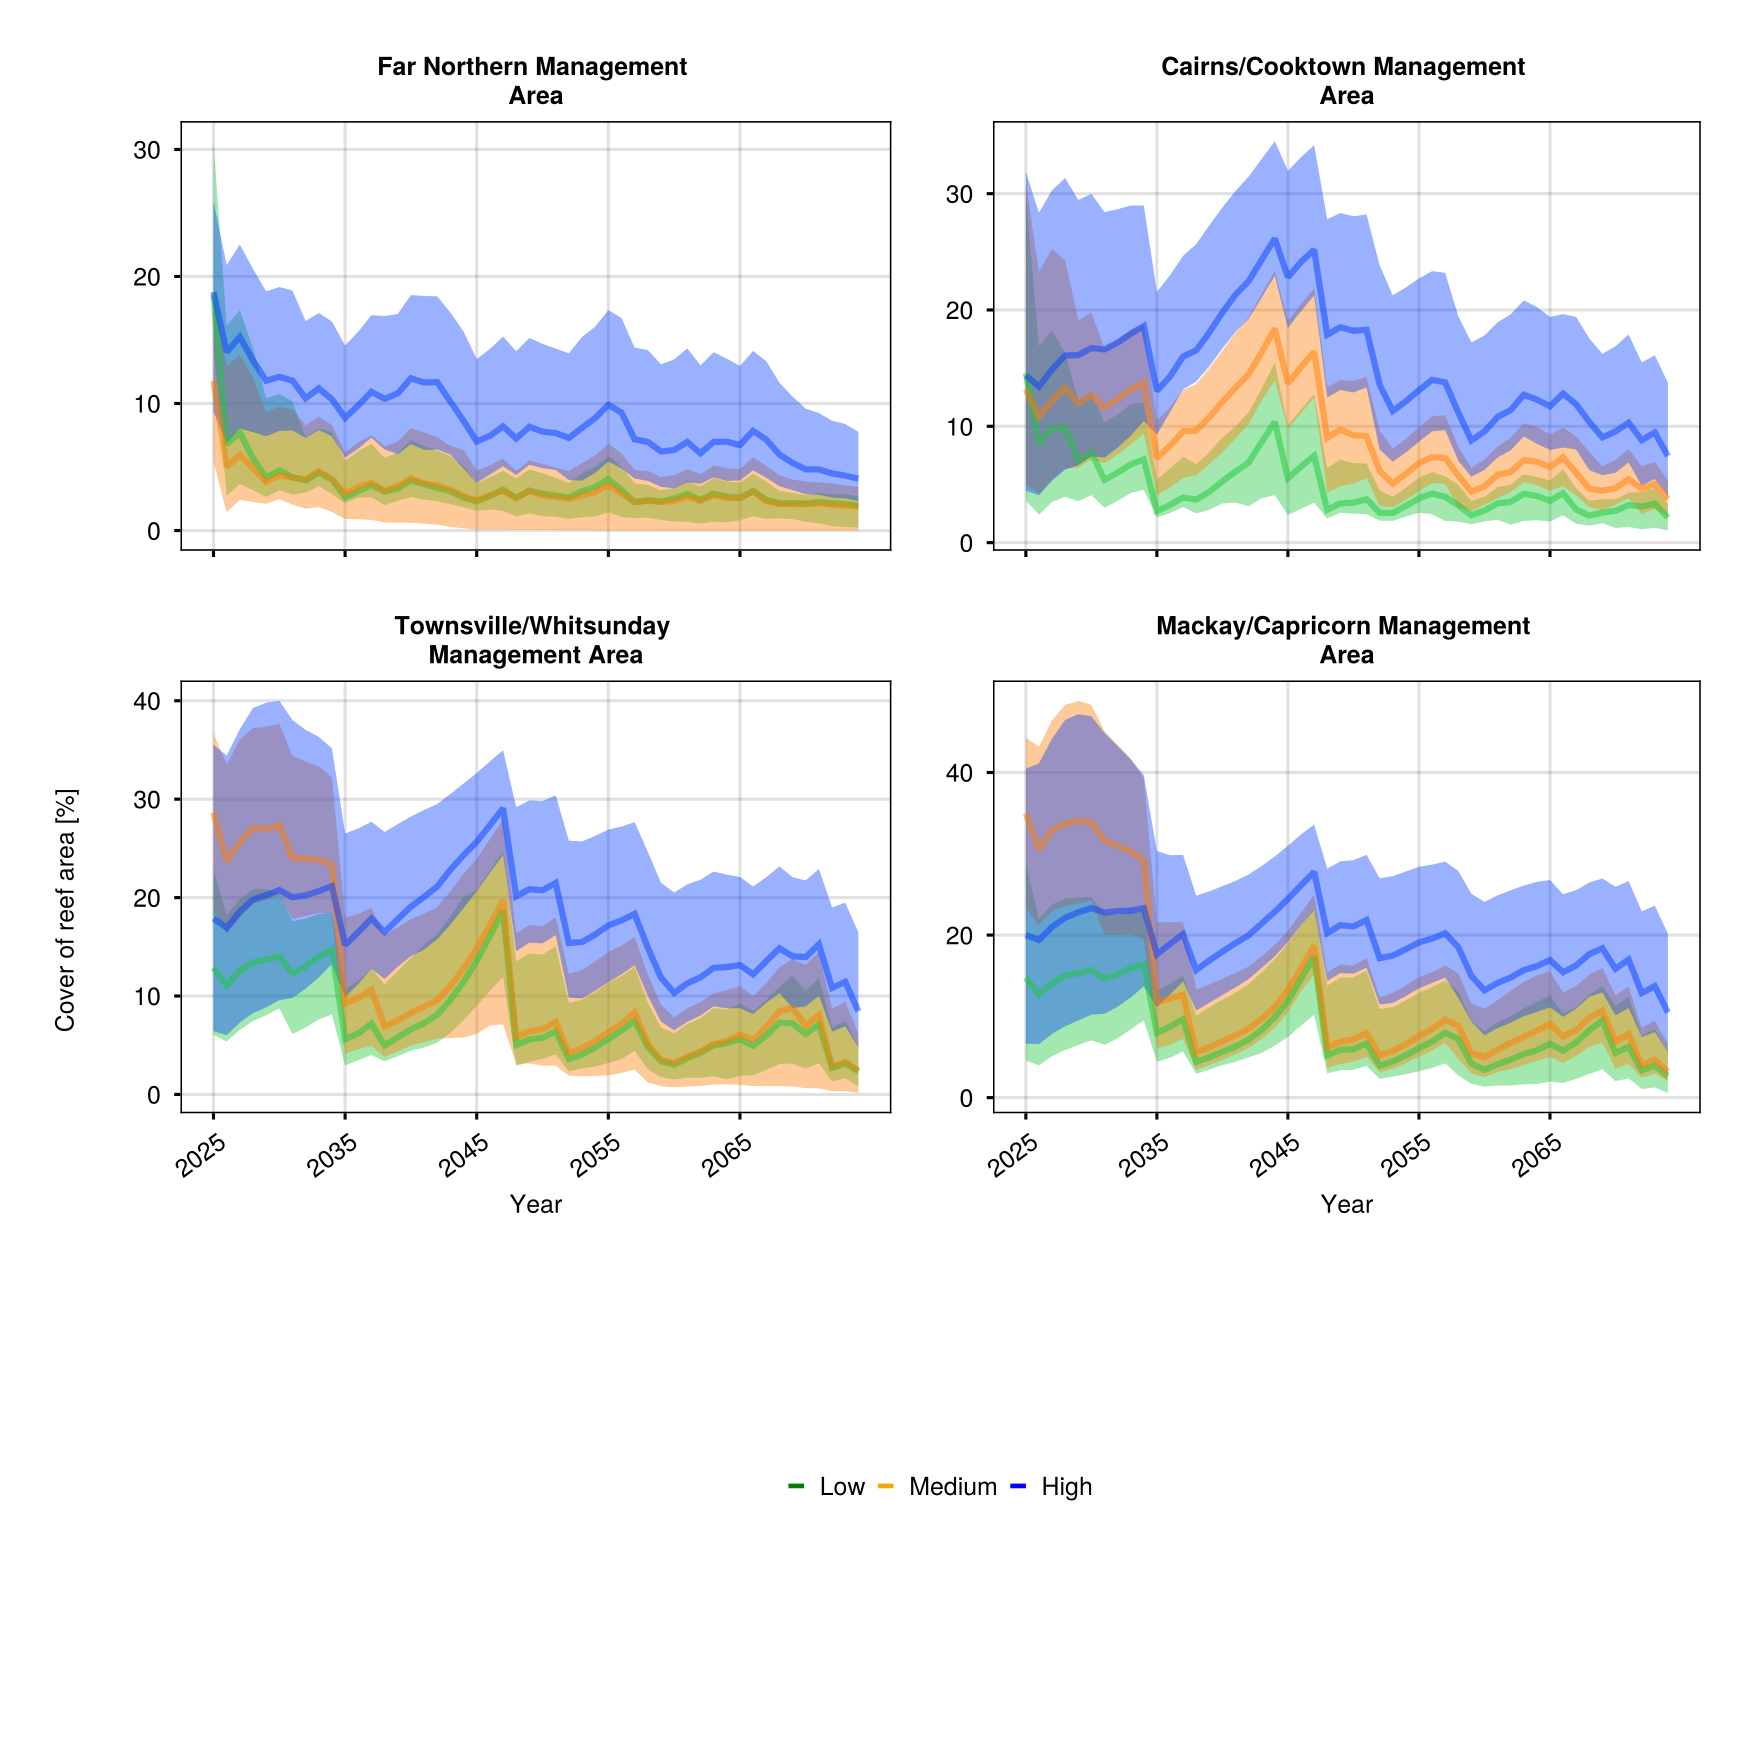 Far Northern Management
Area
30
20
10
0
Cairns/Cooktown Management
Area
30
20
10
0
Townsville/Whitsunday
Management Area
40
30
20
10
0
2025
2035
2045
2055
2065
Year
Mackay/Capricorn Management
Area
40
20
0
2025
2035
2045
2055
2065
Year
Cover of reef area [%]
Low
Medium
High